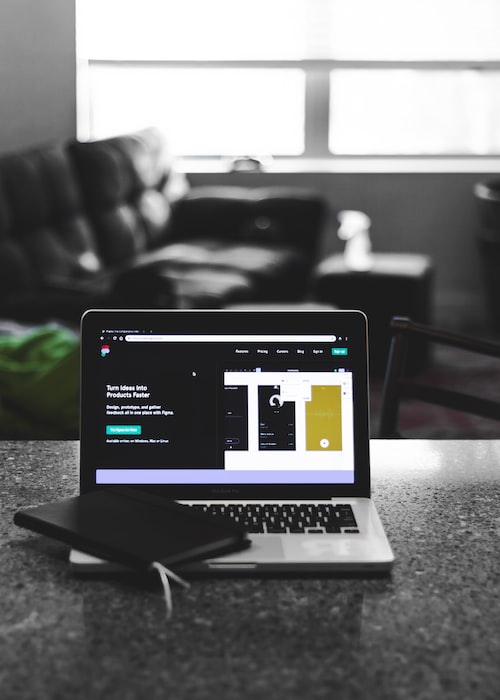 Features Pricing Careers Blog Sign in Sign up
Turn Ideas Into
Products Faster
Design, prototype, and gather
feedback all in one place with Figma.
Try Figma for free
Available online: on Windows, Mac or Linux
MacBook Pro